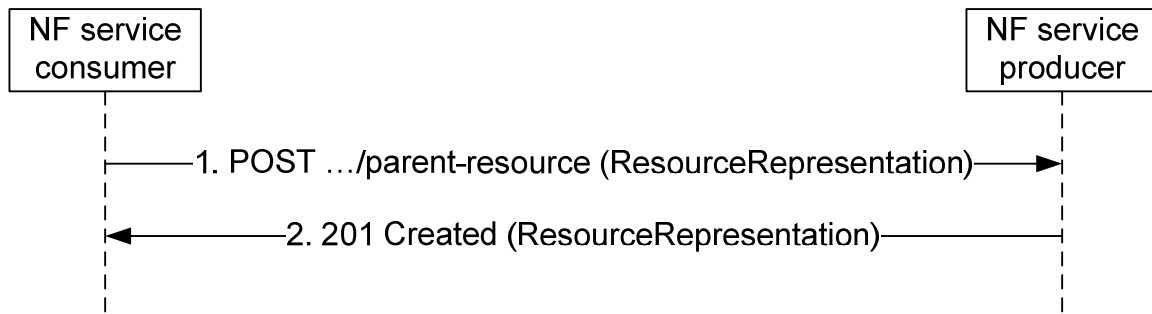 NF service
consumer
NF service
producer
1. POST …/parent-resource (ResourceRepresentation)
2. 201 Created (ResourceRepresentation)